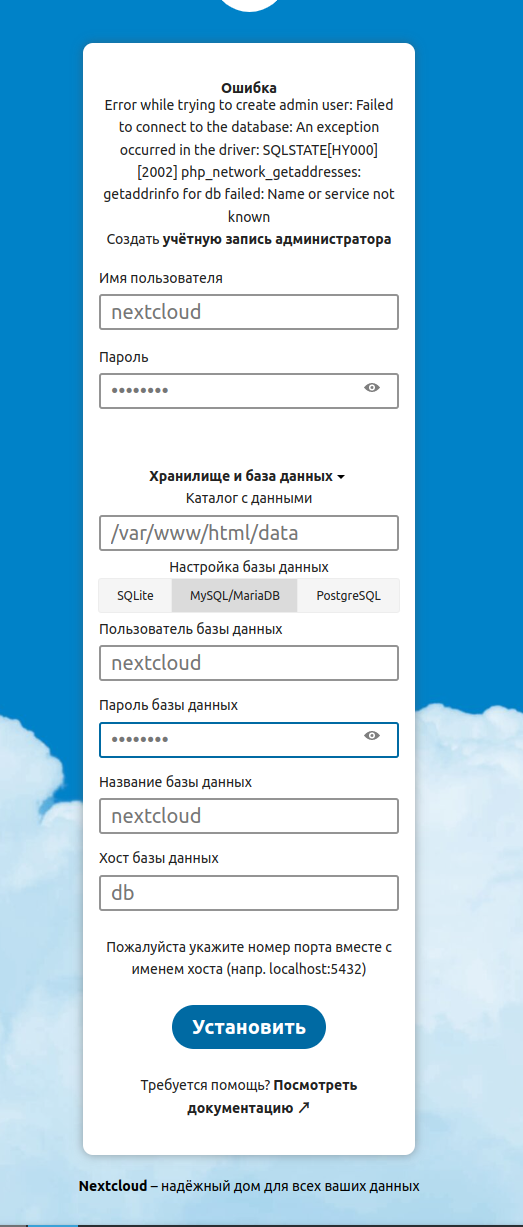 Ошибка
Error while trying to create admin user: Failed
to connect to the database: An exception
occurred in the driver: SQLSTATE[HY000]
[2002] php_network_getaddresses:
getaddrinfo for db failed: Name or service not
known
Создать учётную запись администратора
Имя пользователя
nextcloud
Пароль
••••••••
Хранилище и база данных
Каталог с данными
/var/www/html/data
Настройка базы данных
SQLite MySQL/MariaDB PostgreSQL
Пользователь базы данных
nextcloud
Пароль базы данных
••••••••
Название базы данных
nextcloud
Хост базы данных
db
Пожалуйста укажите номер порта вместе с
именем хоста (напр. localhost:5432)
Установить
Требуется помощь? Посмотреть
документацию ↗
Nextcloud – надёжный дом для всех ваших данных